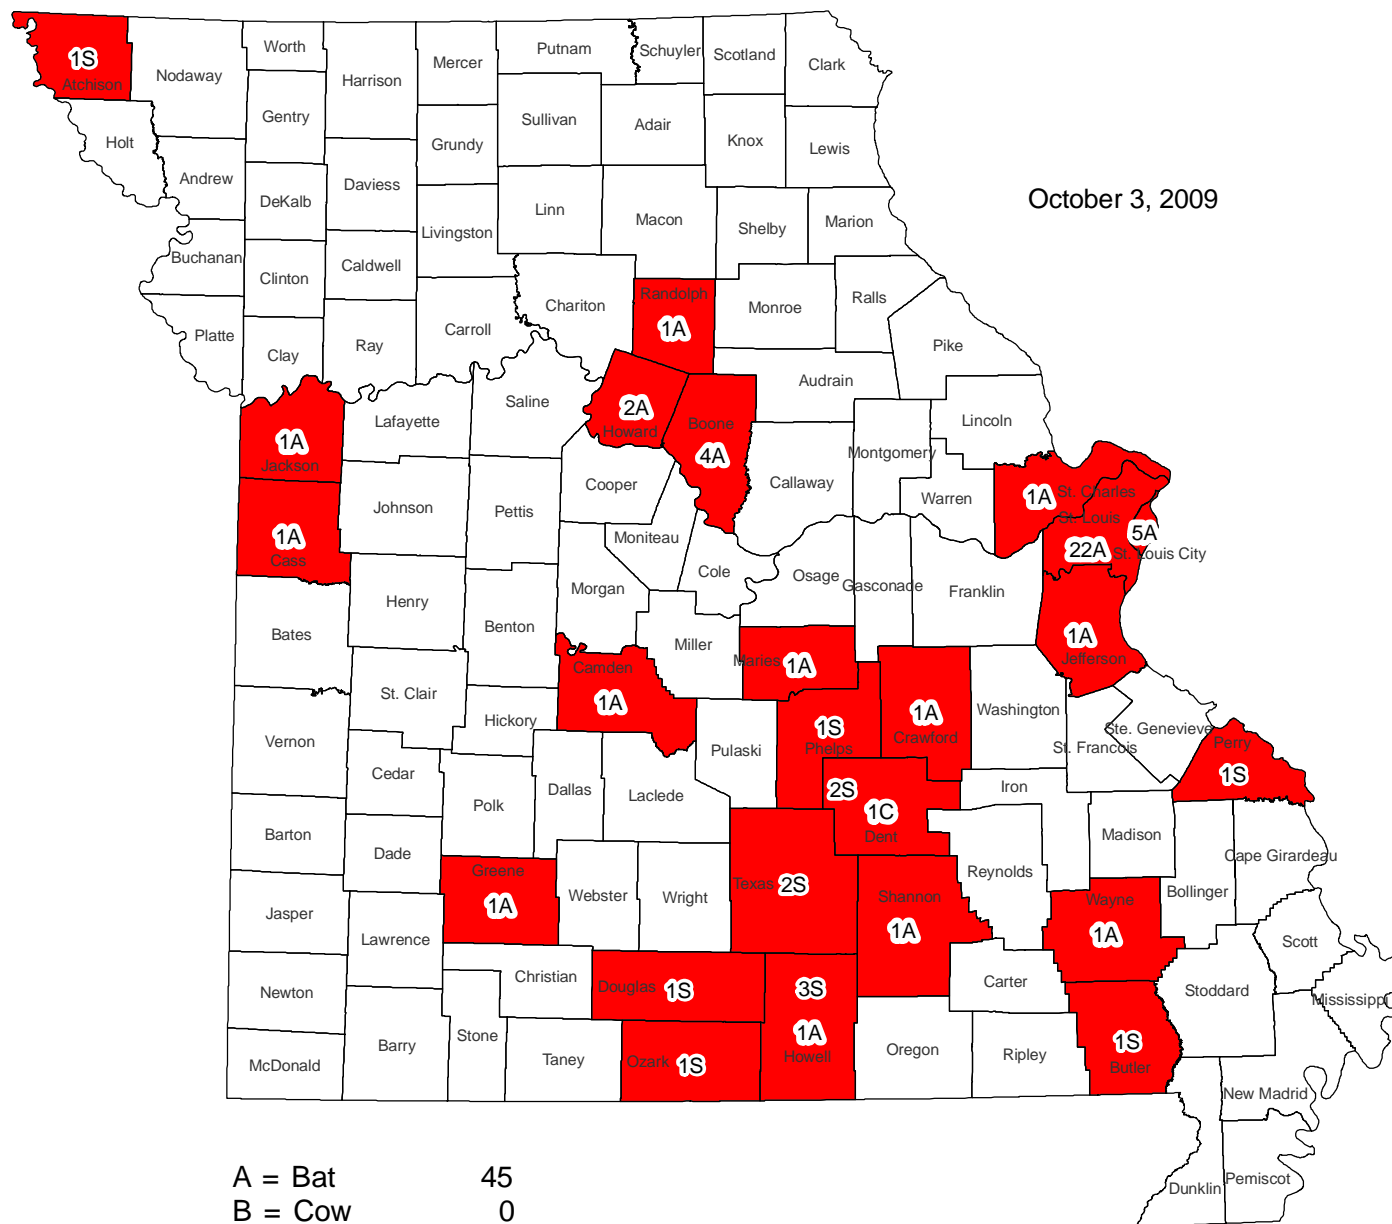 Worth
Putnam
Schuyler
Scotland
Mercer
Clark
1S
Nodaway
Harrison
Atchison
Gentry
Sullivan
Adair
Knox
Lewis
Holt
Grundy
Andrew
Daviess
DeKalb
October 3, 2009
Linn
Macon
Shelby
Marion
Livingston
Buchanan
Caldwell
Clinton
Randolph
Ralls
Chariton
Monroe
1A
Platte
Carroll
Ray
Clay
Pike
Audrain
Saline
2A
Lafayette
Lincoln
Howard
Boone
1A
4A
Jackson
Montgomery
Callaway
Cooper
1A
St. Charles
Warren
Johnson
Pettis
St. Louis
5A
1A
Moniteau
22A
St. Louis City
Cass
Cole
Osage
Gasconade
Morgan
Franklin
Henry
Benton
Bates
1A
Miller
Jefferson
Maries
1A
Camden
St. Clair
1A
1A
Washington
Hickory
1S
Ste. Genevieve
Vernon
Pulaski
Phelps
Crawford
St. Francois
Perry
Cedar
1S
Dallas
2S
Iron
Polk
Laclede
1C
Barton
Dent
Madison
Dade
Cape Girardeau
Greene
Reynolds
Texas
2S
Bollinger
Webster
Wright
Shannon
Wayne
1A
Jasper
1A
1A
Lawrence
Scott
Christian
Carter
Douglas
1S
3S
Stoddard
Newton
Mississippi
1A
1S
Stone
Barry
Howell
Oregon
Ripley
Taney
Ozark
1S
McDonald
Butler
New Madrid
A = Bat 45
Pemiscot
Dunklin
B = Cow 0